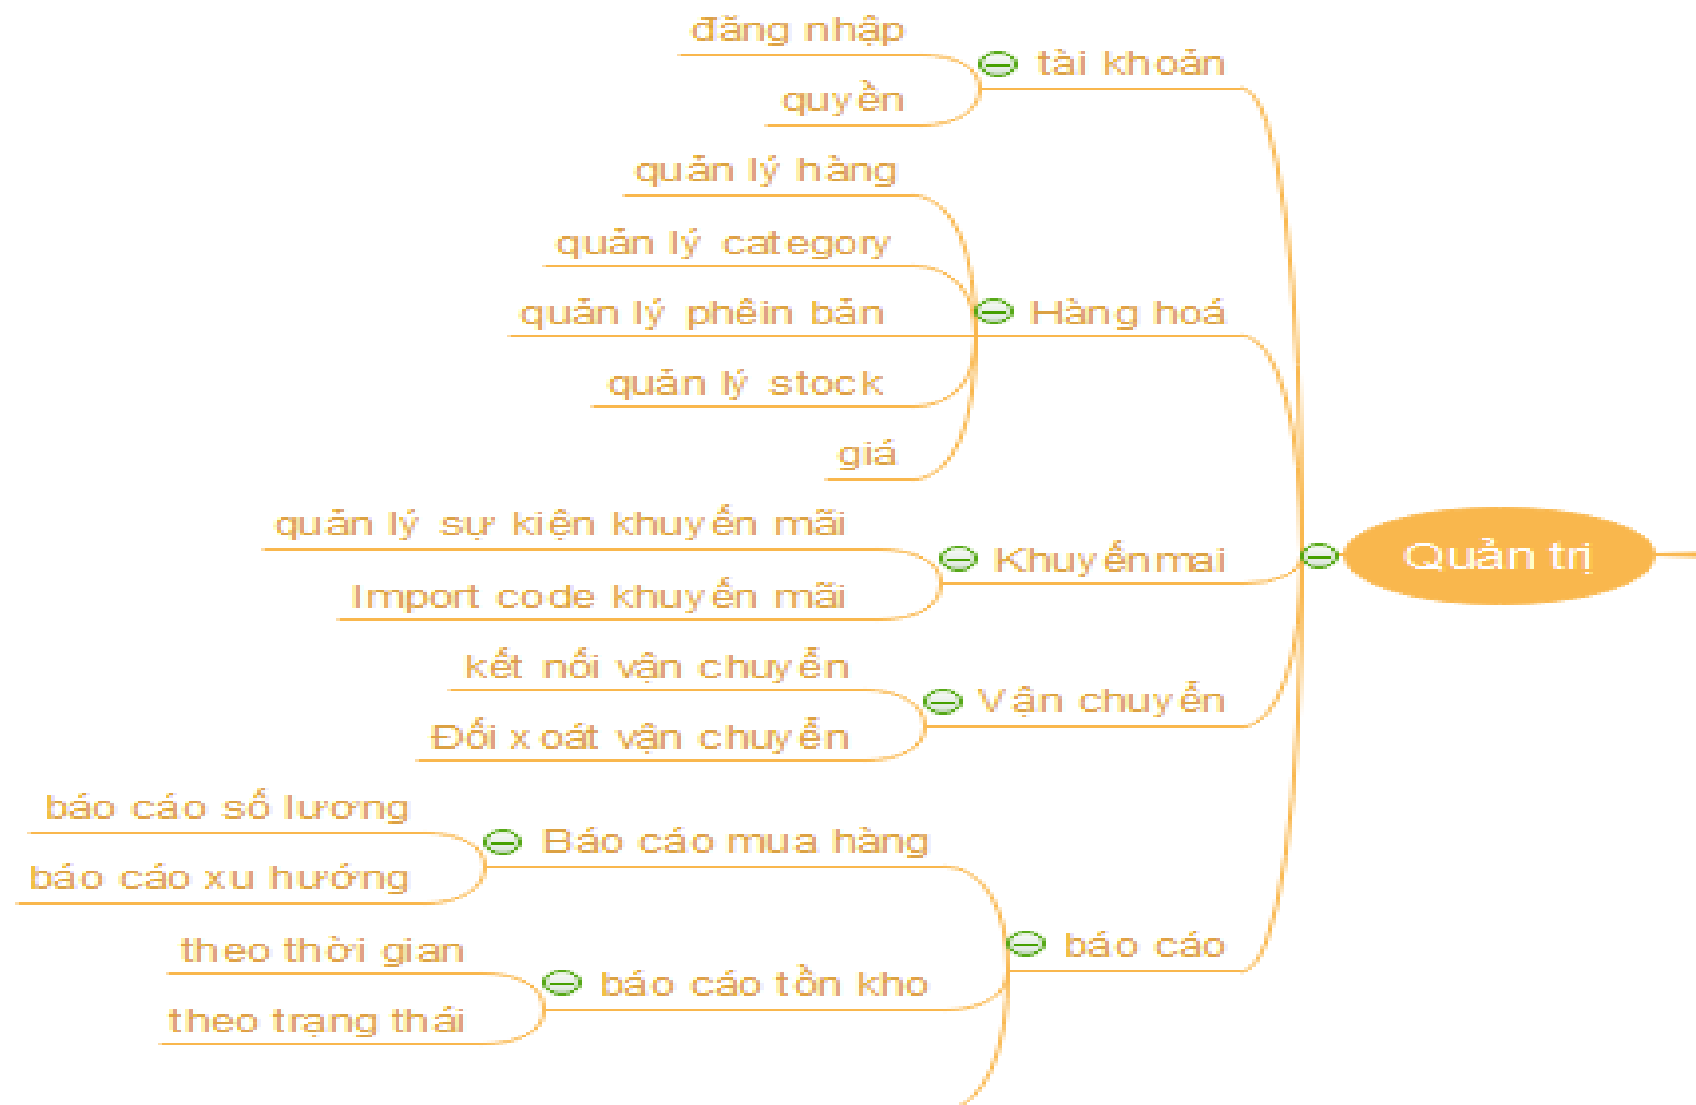 đăng nhập
tài khoản
quyền
quản lý hàng
quản lý category
quản lý phêin bản
Hàng hoá
quản lý stock
giá
quản lý sự kiện khuyến mãi
Khuyếnmai
Import code khuyến mãi
Quản trị
kết nối vận chuyển
Vận chuyển
Đối xoát vận chuyển
báo cáo số lương
Báo cáo mua hàng
báo cáo xu hướng
báo cáo
theo thời gian
báo cáo tồn kho
theo trạng thái